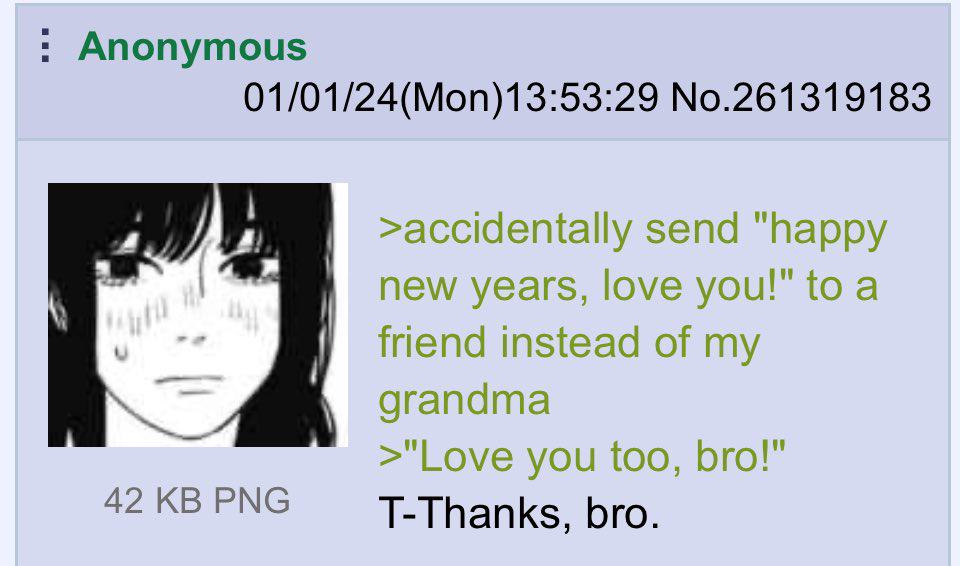 Anonymous
01/01/24(Mon)13:53:29 No.261319183
>accidentally send "happy
new years, love you!" to a
friend instead of my
grandma
>"Love you too, bro!"
T-Thanks, bro.
42 KB PNG